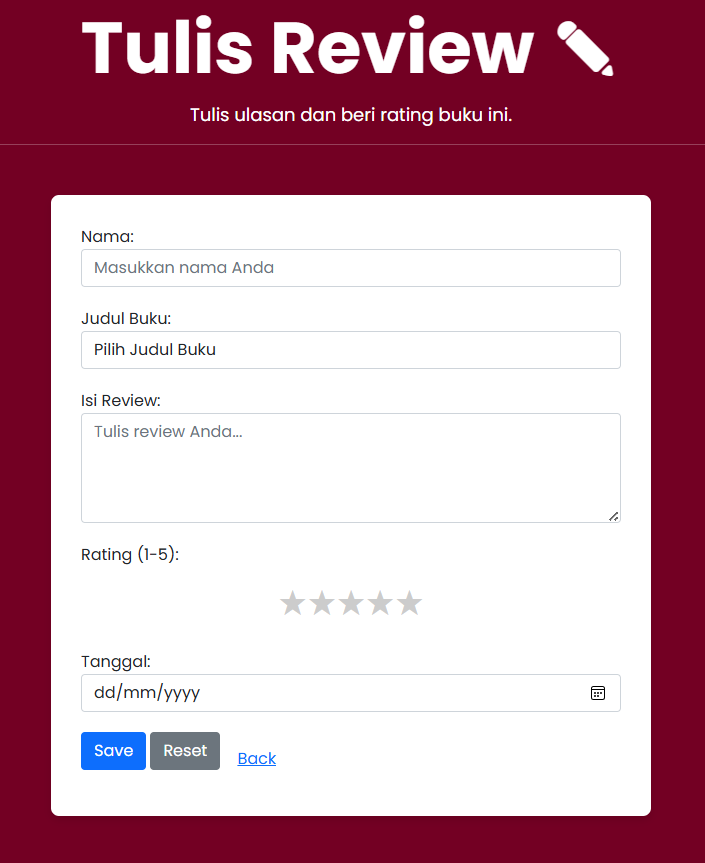 Tulis Review
Tulis ulasan dan beri rating buku ini.
Nama:
Masukkan nama Anda
Judul Buku:
Pilih Judul Buku
Isi Review:
Tulis review Anda...
Rating (1-5):
Tanggal:
dd/mm/yyyy
Save Reset Back